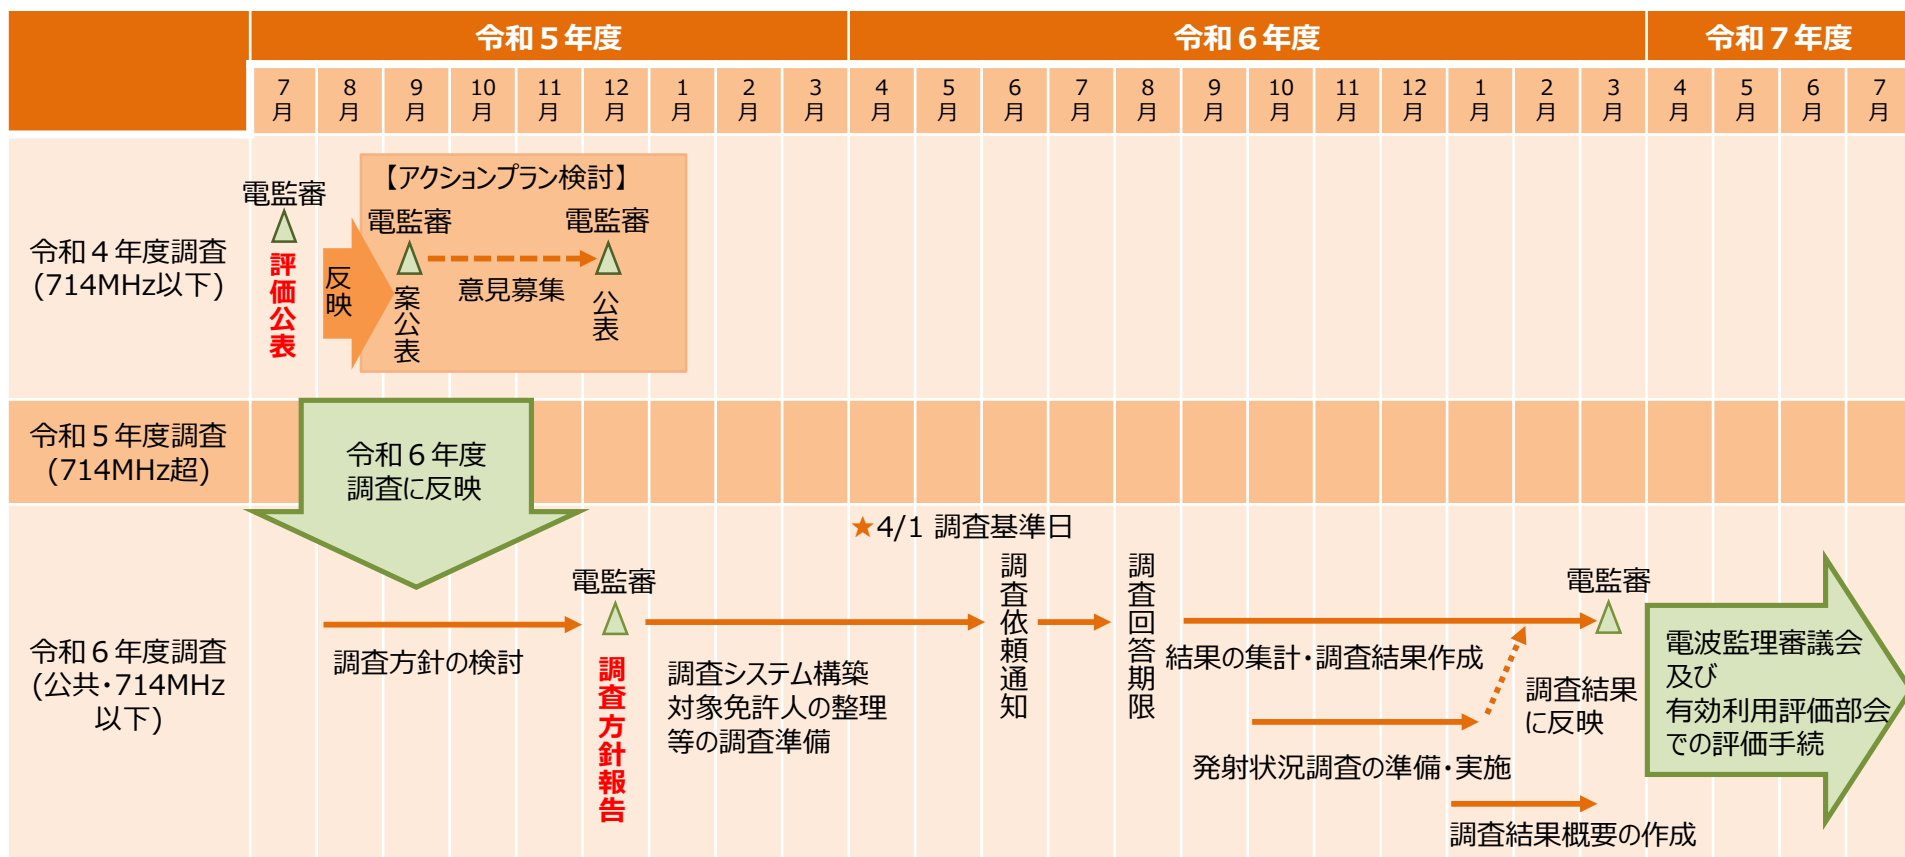 令和５年度
令和６年度
令和７年度
7月
8月
9月
10月
11月
12月
1月
2月
3月
4月
5月
6月
7月
8月
9月
10月
11月
12月
1月
2月
3月
4月
5月
6月
7月
令和４年度調査
(714MHz以下)
電監審
評価公表
反映
【アクションプラン検討】
電監審
案公表
意見募集
電監審
公表
令和５年度調査
(714MHz超)
令和６年度
調査に反映
令和６年度調査
(公共・714MHz
以下)
調査方針の検討
電監審
調査方針報告
調査システム構築
対象免許人の整理
等の調査準備
★4/1 調査基準日
調査依頼通知
調査回答期限
結果の集計・調査結果作成
発射状況調査の準備・実施
調査結果
に反映
電監審
調査結果概要の作成
電波監理審議会
及び
有効利用評価部会
での評価手続